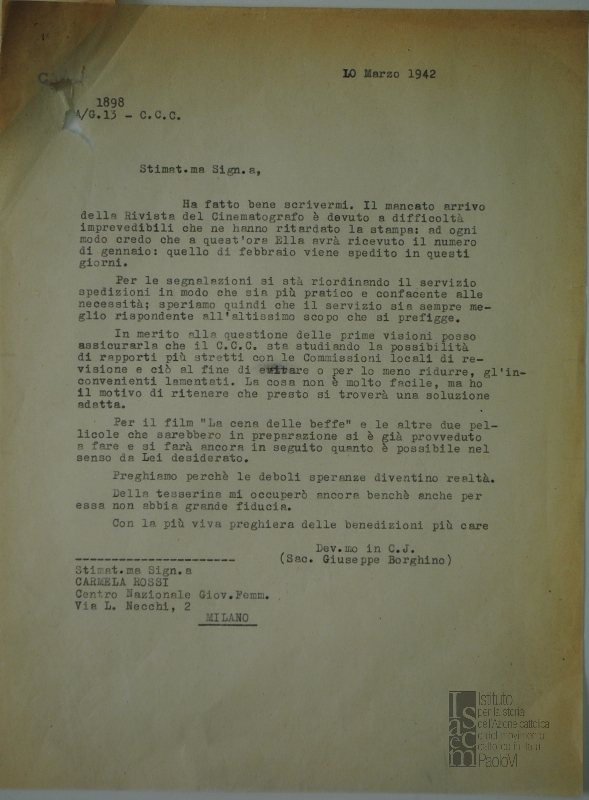 10 Marzo 1942
1898
A/G.13 - C.C.C.
Stimat.ma Sign.a,
Ha fatto bene scrivermi. Il mancato arrivo
della Rivista del Cinematografo è devuto a difficoltà
imprevedibili che ne hanno ritardato la stampa: ad ogni
modo credo che a quest'ora Ella avrà ricevuto il numero
di gennaio: quello di febbraio viene spedito in questi
giorni.
Per le segnalazioni si stà riordinando il servizio
spedizioni in modo che sia più pratico e confacente alle
necessità; speriamo quindi che il servizio sia sempre me-
glio rispondente all'altissimo scopo che si prefigge.
In merito alla questione delle prime visioni posso
assicurarla che il C.C.C. sta studiando la possibilità
di rapporti più stretti con le Commissioni locali di re-
visione e ciò al fine di evitare o per lo meno ridurre, gl'in-
convenienti lamentati. La cosa non è molto facile, ma ho
il motivo di ritenere che presto si troverà una soluzione
adatta.
Per il film "La cena delle beffe" e le altre due pel-
licole che sarebbero in preparazione si è già provveduto
a fare e si farà ancora in seguito quanto è possibile nel
senso da Lei desiderato.
Preghiamo perchè le deboli speranze diventino realtà.
Della tesserina mi occuperò ancora benchè anche per
essa non abbia grande fiducia.
Con la più viva preghiera delle benedizioni più care
Dev.mo in C.J.
(Sac. Giuseppe Borghino)
Stimat.ma Sign.a
CARMELA ROSSI
Centro Nazionale Giov.Femm.
Via L. Necchi, 2
MILANO
Isacem
Istituto
per la storia
dell'Azione cattolica
e del movimento
cattolico in Italia
Paolo VI